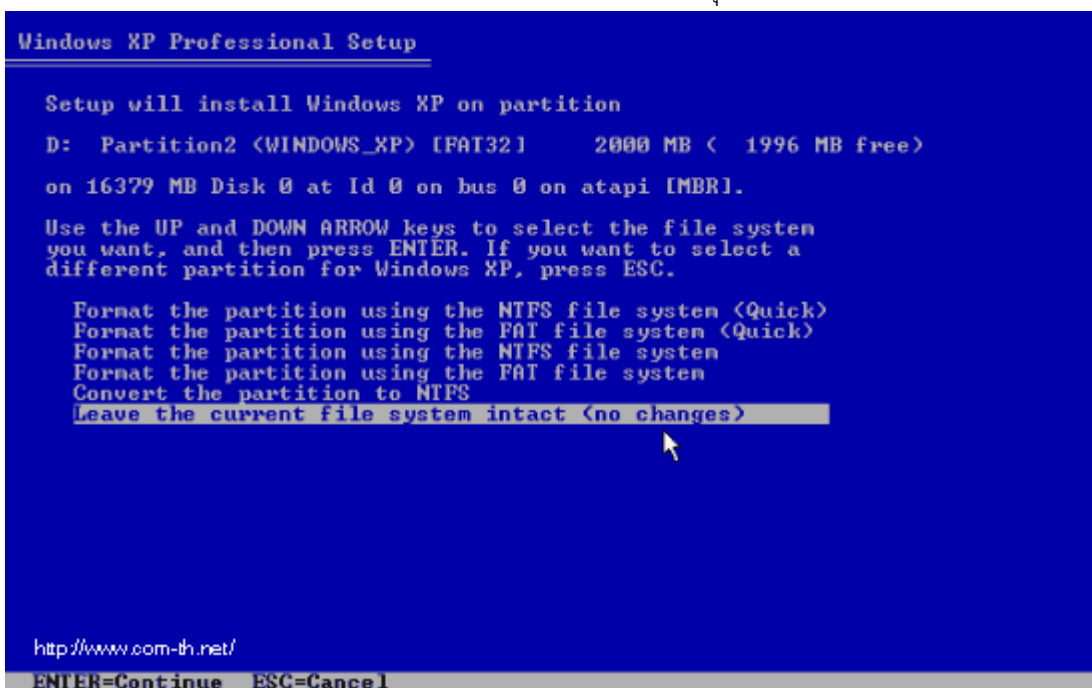 Windows XP Professional Setup
Setup will install Windows XP on partition
D: Partition2 (WINDOWS_XP) [FAT32] 2000 MB ( 1996 MB free)
on 16379 MB Disk 0 at Id 0 on bus 0 on atapi [MBR].
Use the UP and DOWN ARROW keys to select the file system
you want, and then press ENTER. If you want to select a
different partition for Windows XP, press ESC.
Format the partition using the NTFS file system (Quick)
Format the partition using the FAT file system (Quick)
Format the partition using the NTFS file system
Format the partition using the FAT file system
Convert the partition to NTFS
Leave the current file system intact (no changes)
http://www.com-th.net/
ENTER=Continue ESC=Cancel